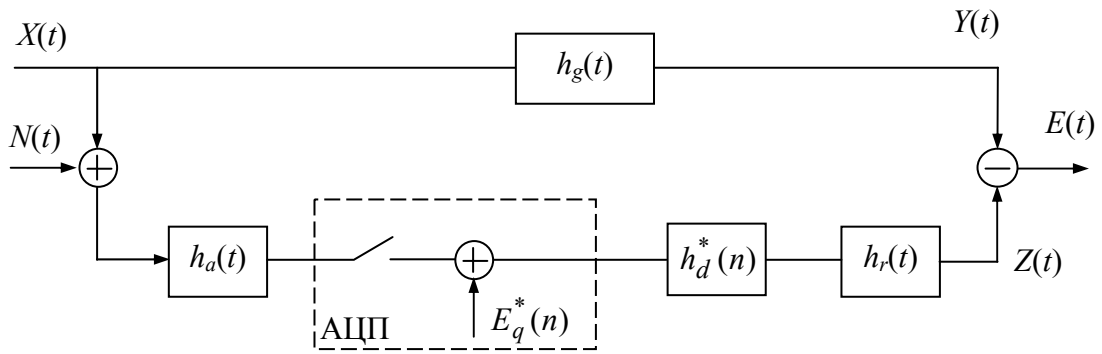 X(t)
Y(t)
h_g(t)
N(t)
E(t)
h_a(t)
h_d^*(n)
h_r(t)
Z(t)
E_q^*(n)
АЦП